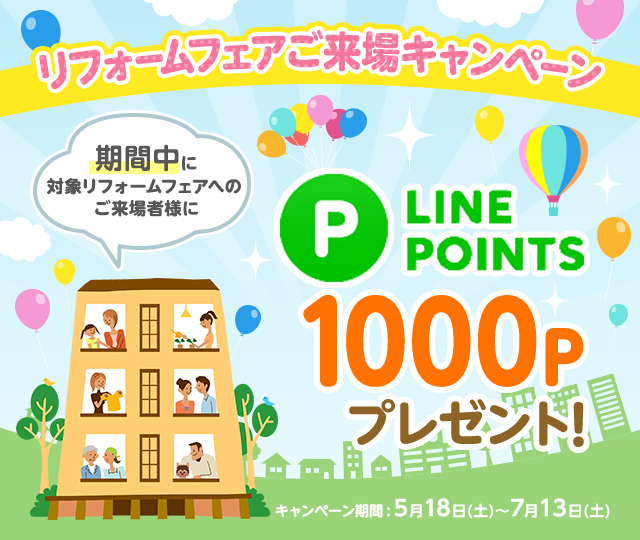 リフォームフェアご来場キャンペーン
期間中に
対象リフォームフェアへの
ご来場者様に
P
LINE
POINTS
1000P
プレゼント!
キャンペーン期間:5月18日(土)～7月13日(土)